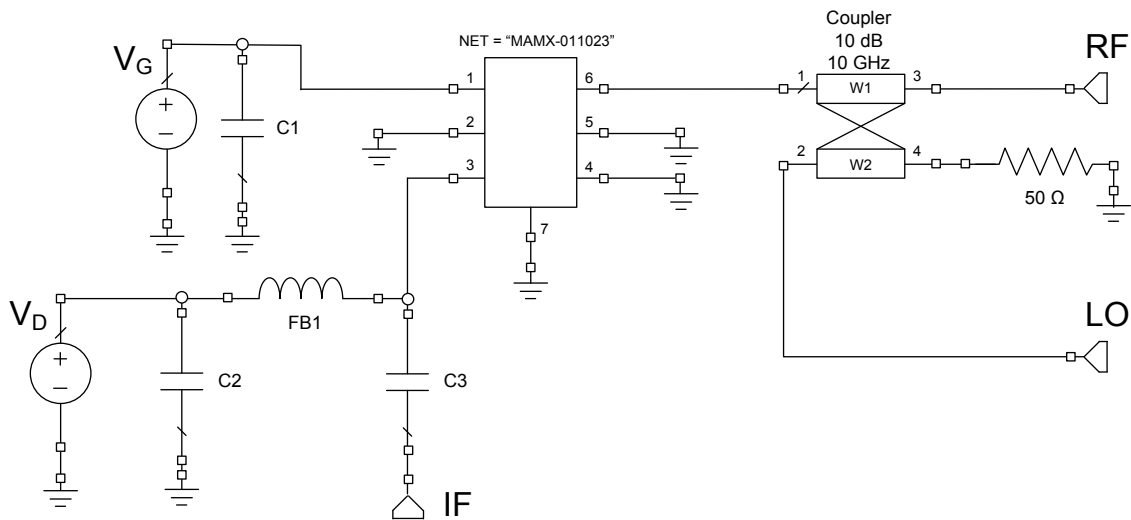 Coupler
10 dB
10 GHz
NET = “MAMX-011023”
RF
VG
1
6
1
W1
3
C1
2
5
2
W2
4
3
4
50 Ω
7
VD
FB1
LO
C2
C3
IF